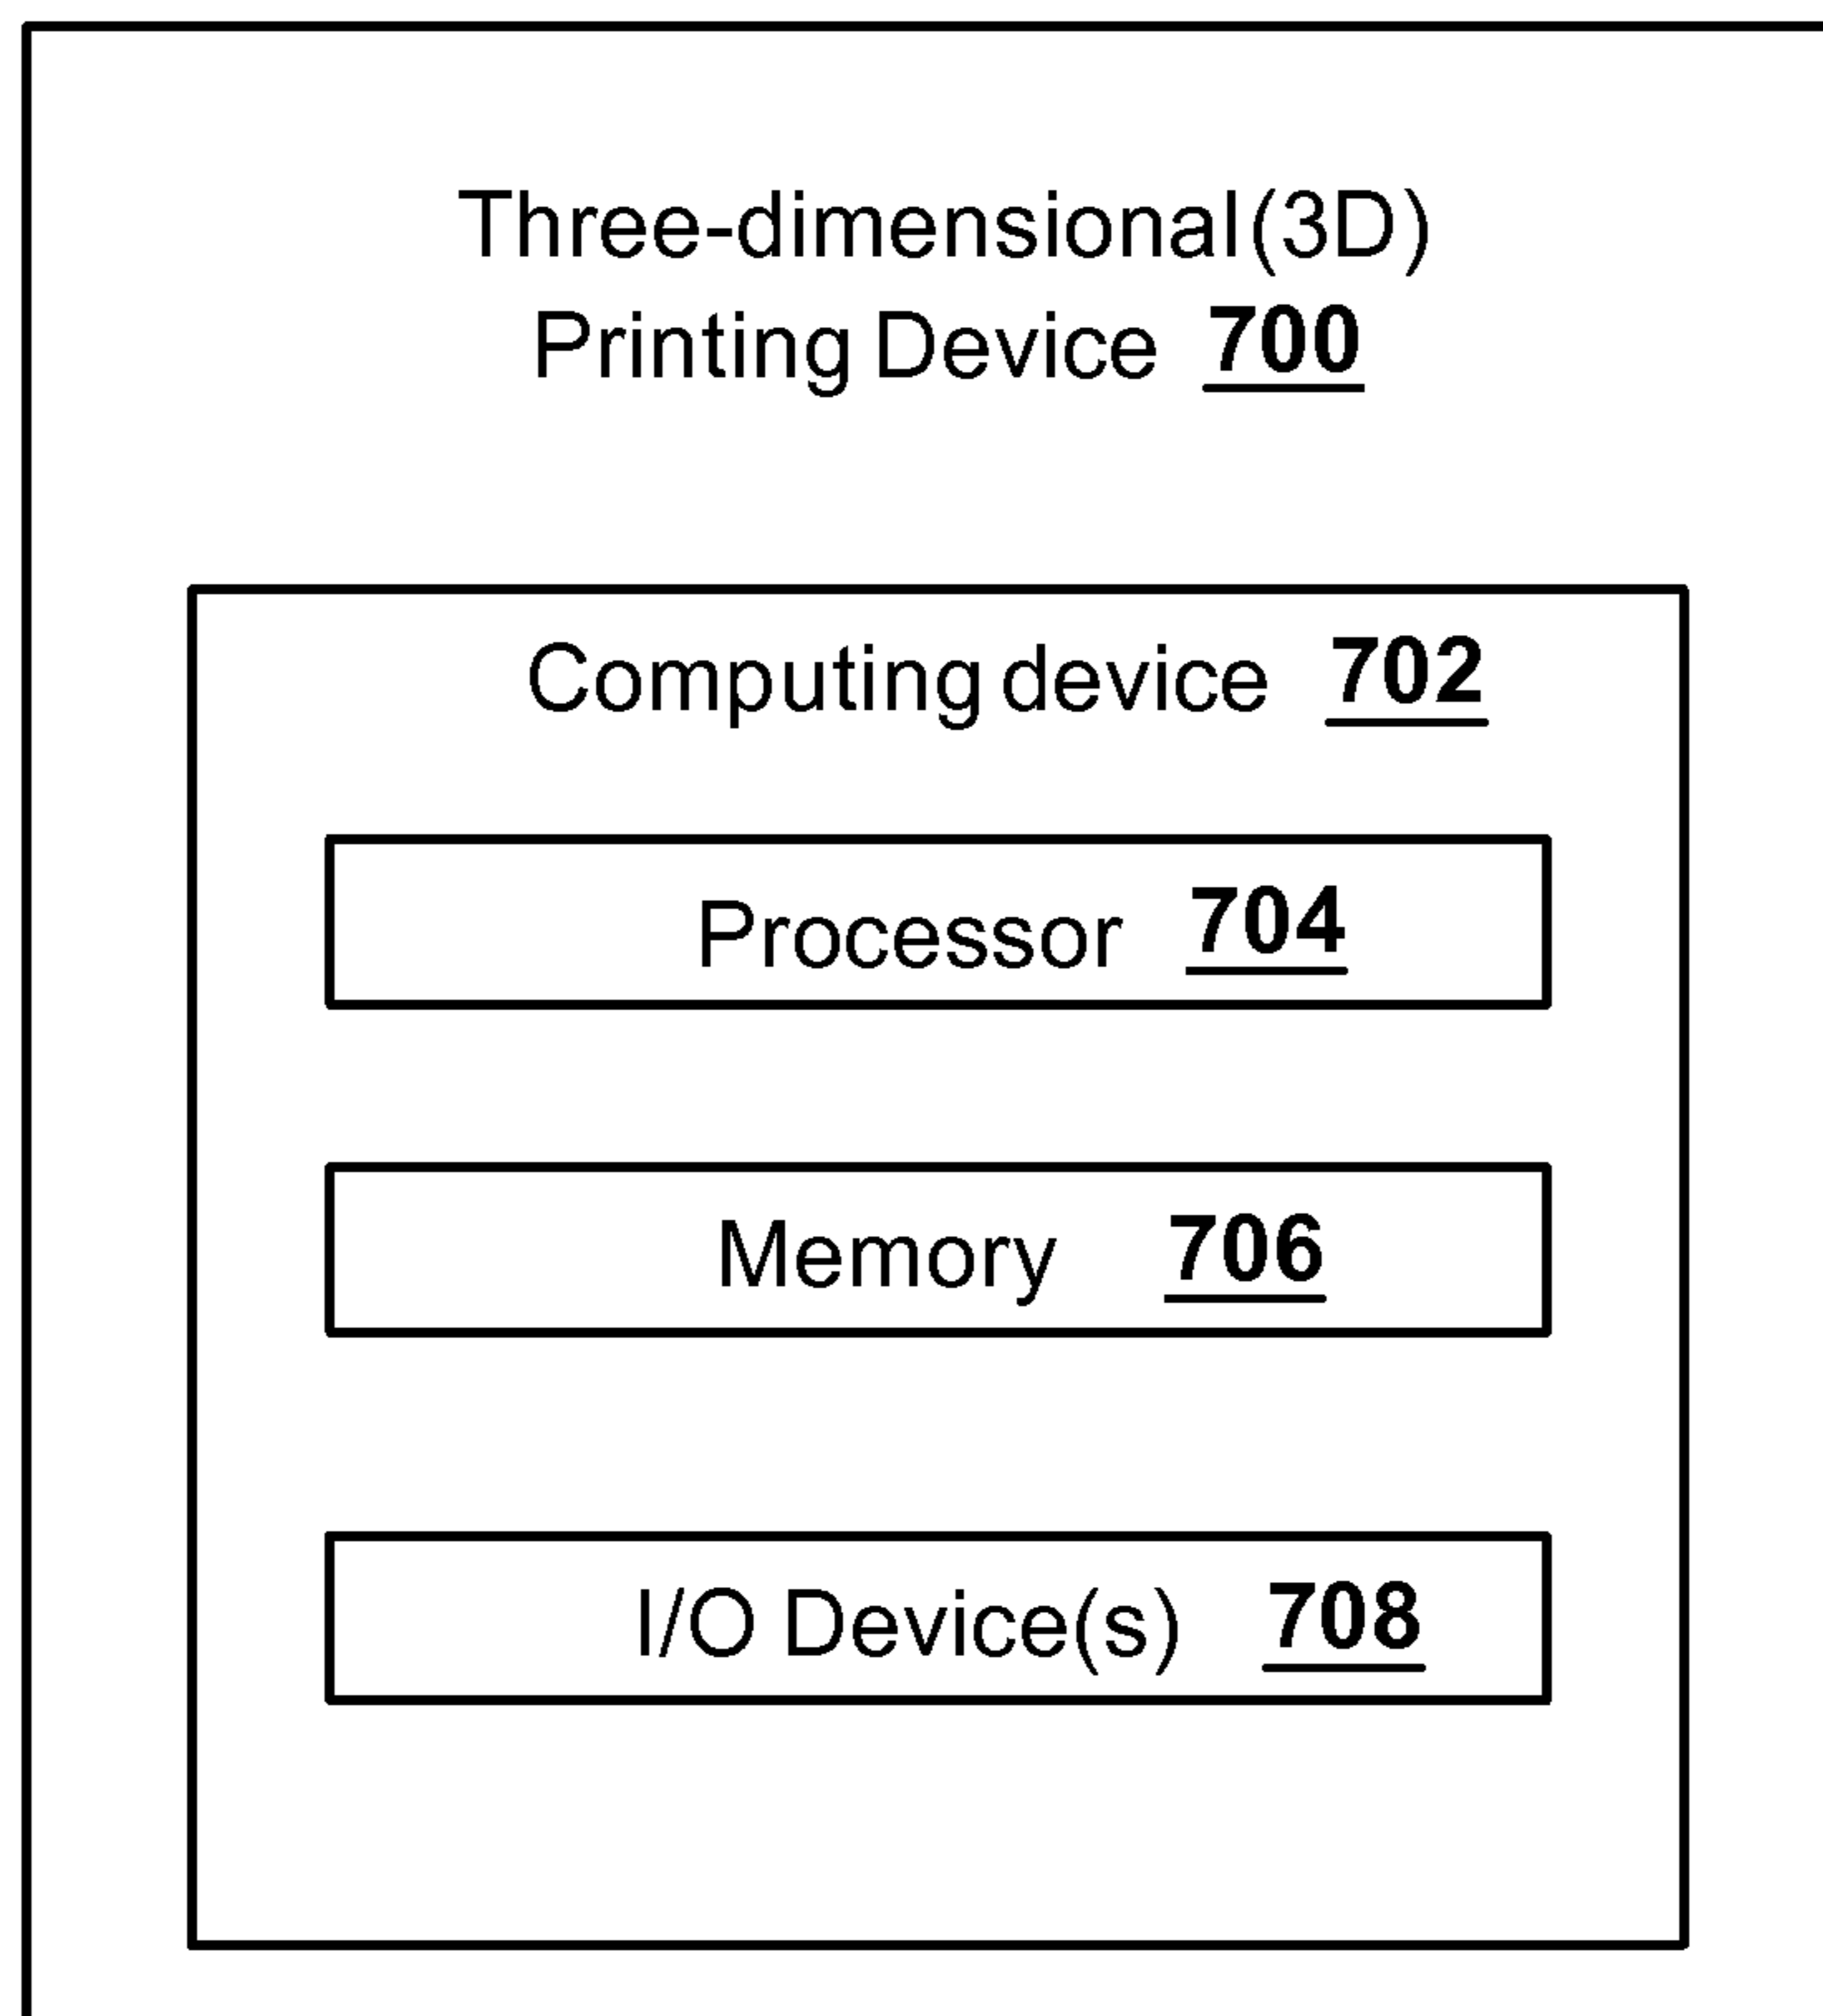 Three-dimensional (3D)
Printing Device 700
Computing device 702
Processor 704
Memory 706
I/O Device(s) 708